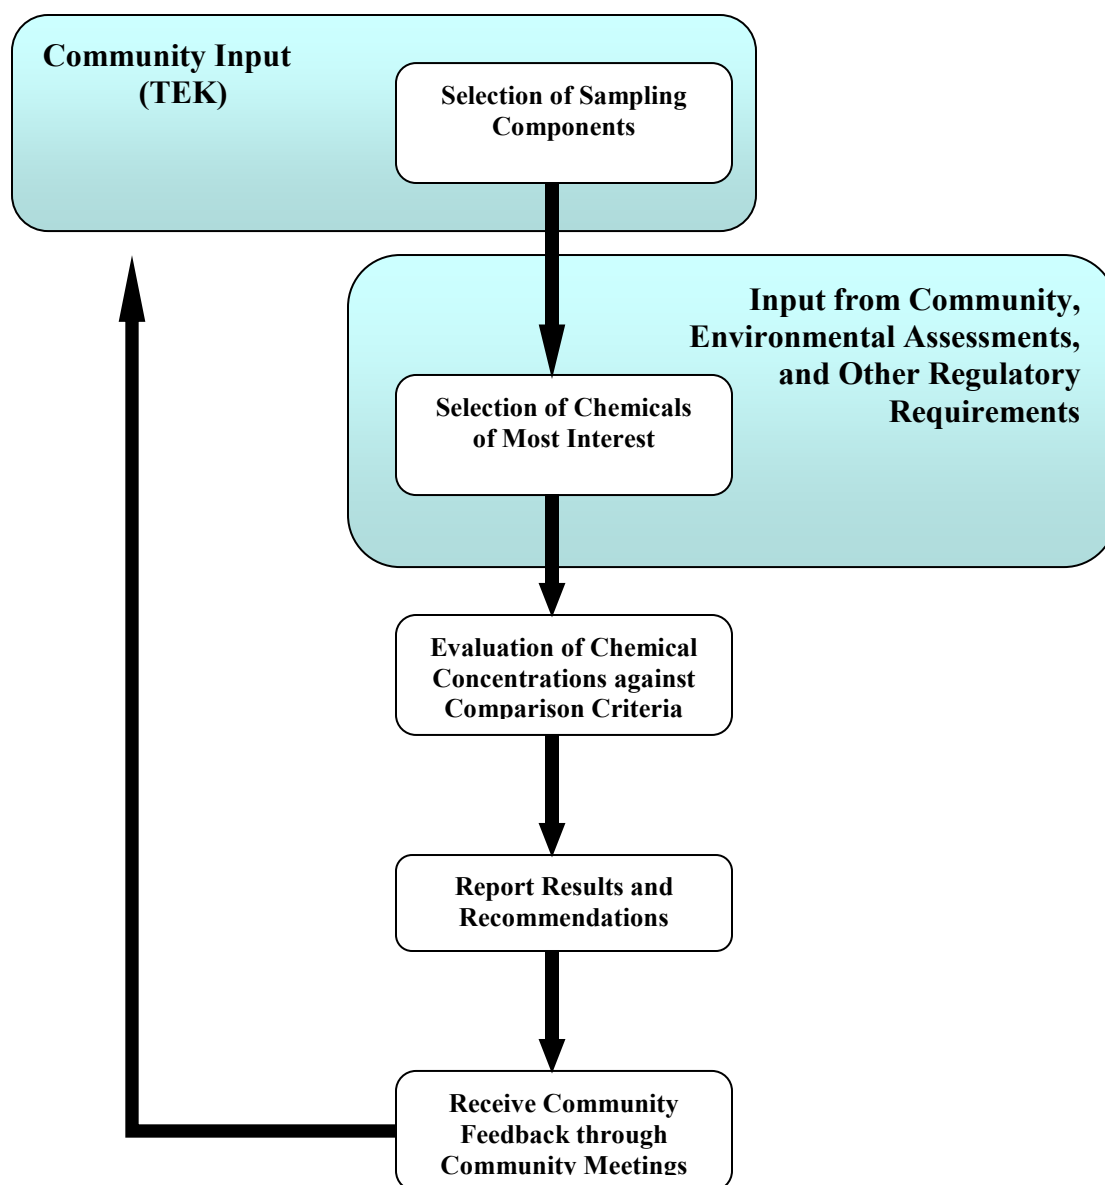 Community Input
(TEK)
Selection of Sampling
Components
Input from Community,
Environmental Assessments,
and Other Regulatory
Requirements
Selection of Chemicals
of Most Interest
Evaluation of Chemical
Concentrations against
Comparison Criteria
Report Results and
Recommendations
Receive Community
Feedback through
Community Meetings